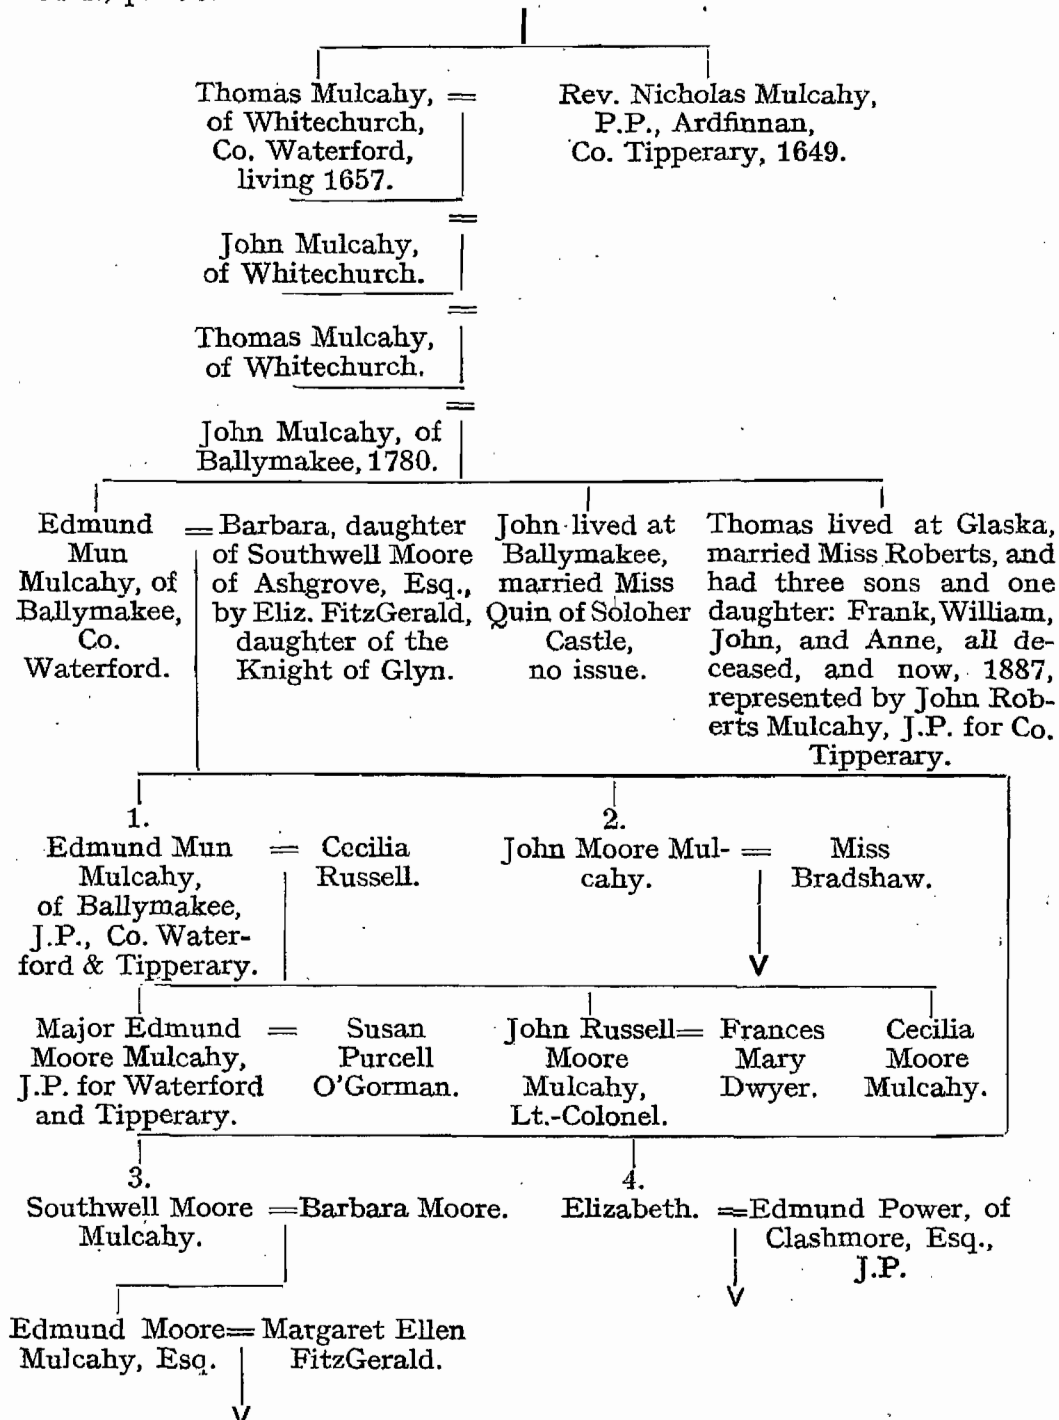 Thomas Mulcahy, =
of Whitechurch,
Co. Waterford,
living 1657.
Rev. Nicholas Mulcahy,
P.P., Ardfinnan,
Co. Tipperary, 1649.
=
John Mulcahy,
of Whitechurch.
=
Thomas Mulcahy,
of Whitechurch.
=
John Mulcahy, of
Ballymakee, 1780.
Edmund
Mun
Mulcahy, of
Ballymakee,
Co.
Waterford.
= Barbara, daughter
of Southwell Moore
of Ashgrove, Esq.,
by Eliz. FitzGerald,
daughter of the
Knight of Glyn.
John lived at
Ballymakee,
married Miss
Quin of Soloher
Castle,
no issue.
Thomas lived at Glaska,
married Miss Roberts, and
had three sons and one
daughter: Frank, William,
John, and Anne, all de-
ceased, and now, 1887,
represented by John Rob-
erts Mulcahy, J.P. for Co.
Tipperary.
1.
Edmund Mun
Mulcahy,
of Ballymakee,
J.P., Co. Water-
ford & Tipperary.
= Cecilia
Russell.
2.
John Moore Mul-
cahy.
= Miss
Bradshaw.
Major Edmund
Moore Mulcahy,
J.P. for Waterford
and Tipperary.
= Susan
Purcell
O'Gorman.
John Russell
Moore
Mulcahy,
Lt.-Colonel.
= Frances
Mary
Dwyer.
Cecilia
Moore
Mulcahy.
3.
Southwell Moore
Mulcahy.
= Barbara Moore.
4.
Elizabeth.
= Edmund Power, of
Clashmore, Esq.,
J.P.
Edmund Moore
Mulcahy, Esq.
= Margaret Ellen
FitzGerald.